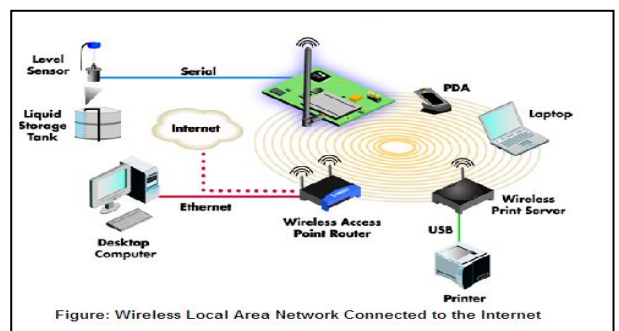 Level
Sensor
Serial
PDA
Laptop
Liquid
Storage
Tank
Internet
Ethernet
Wireless Access
Point Router
Wireless
Print Server
USB
Desktop
Computer
Printer
Figure: Wireless Local Area Network Connected to the Internet